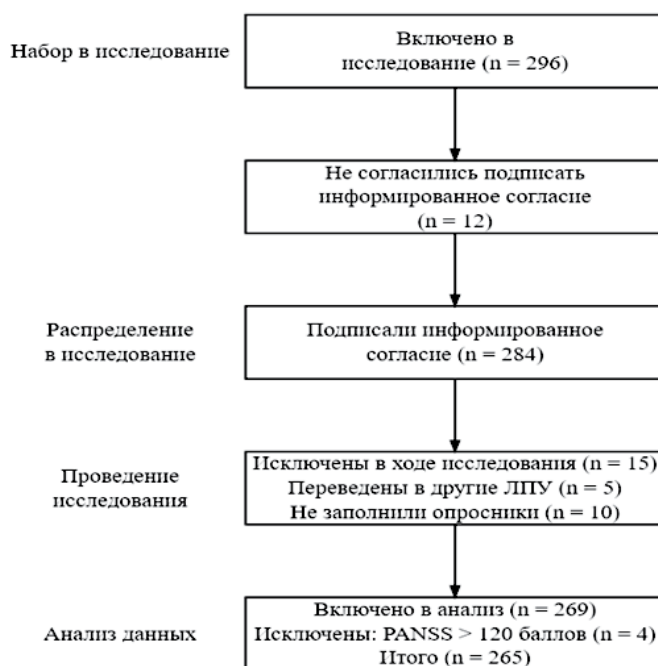 Набор в исследование
Включено в
исследование (n = 296)
Не согласились подписать
информированное согласие
(n = 12)
Распределение
в исследование
Подписали информированное
согласие (n = 284)
Проведение
исследования
Исключены в ходе исследования (n = 15)
Переведены в другие ЛПУ (n = 5)
Не заполнили опросники (n = 10)
Анализ данных
Включено в анализ (n = 269)
Исключены: PANSS > 120 баллов (n = 4)
Итого (n = 265)